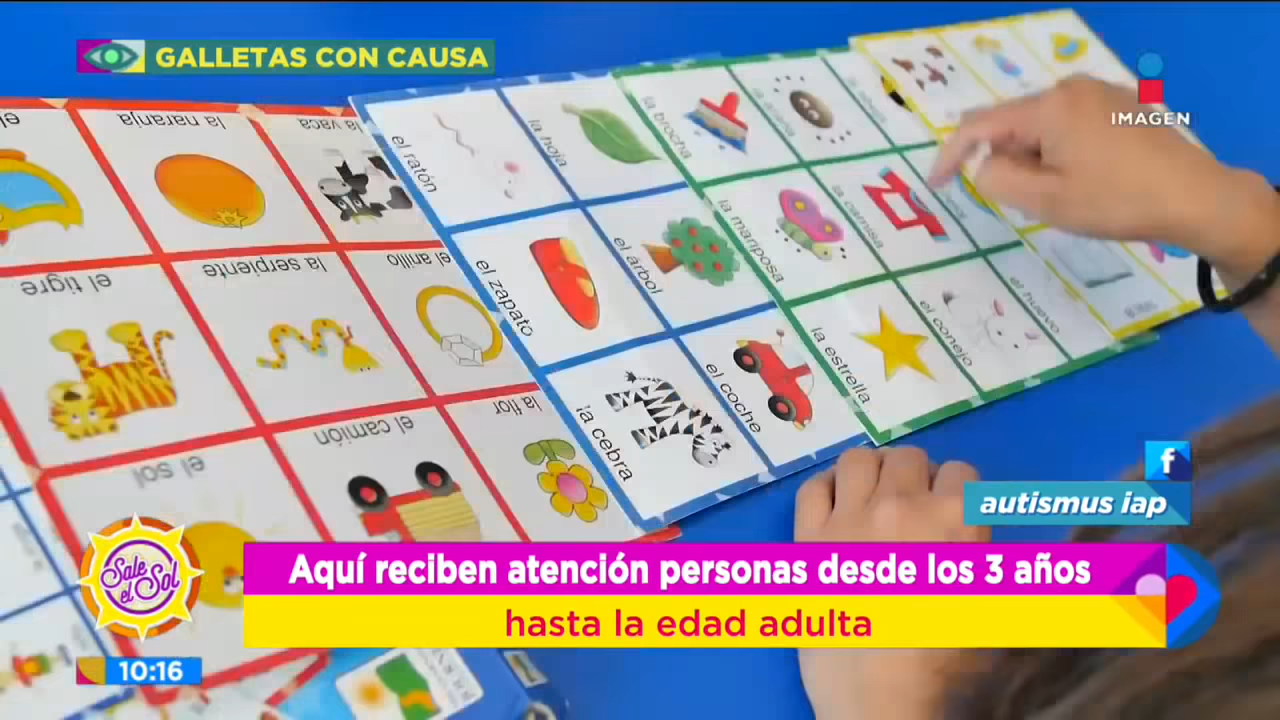 GALLETAS CON CAUSA
IMAGEN
la naranja
la vaca
el tigre
la serpiente
el anillo
el sol
el camión
la flor
el ratón
la hoja
el zapato
el arbol
la cebra
el coche
la brocha
la araña
la mariposa
la camisa
la estrella
el conejo
el huevo
autismus iap
Sale
el Sol
Aquí reciben atención personas desde los 3 años
hasta la edad adulta
10:16